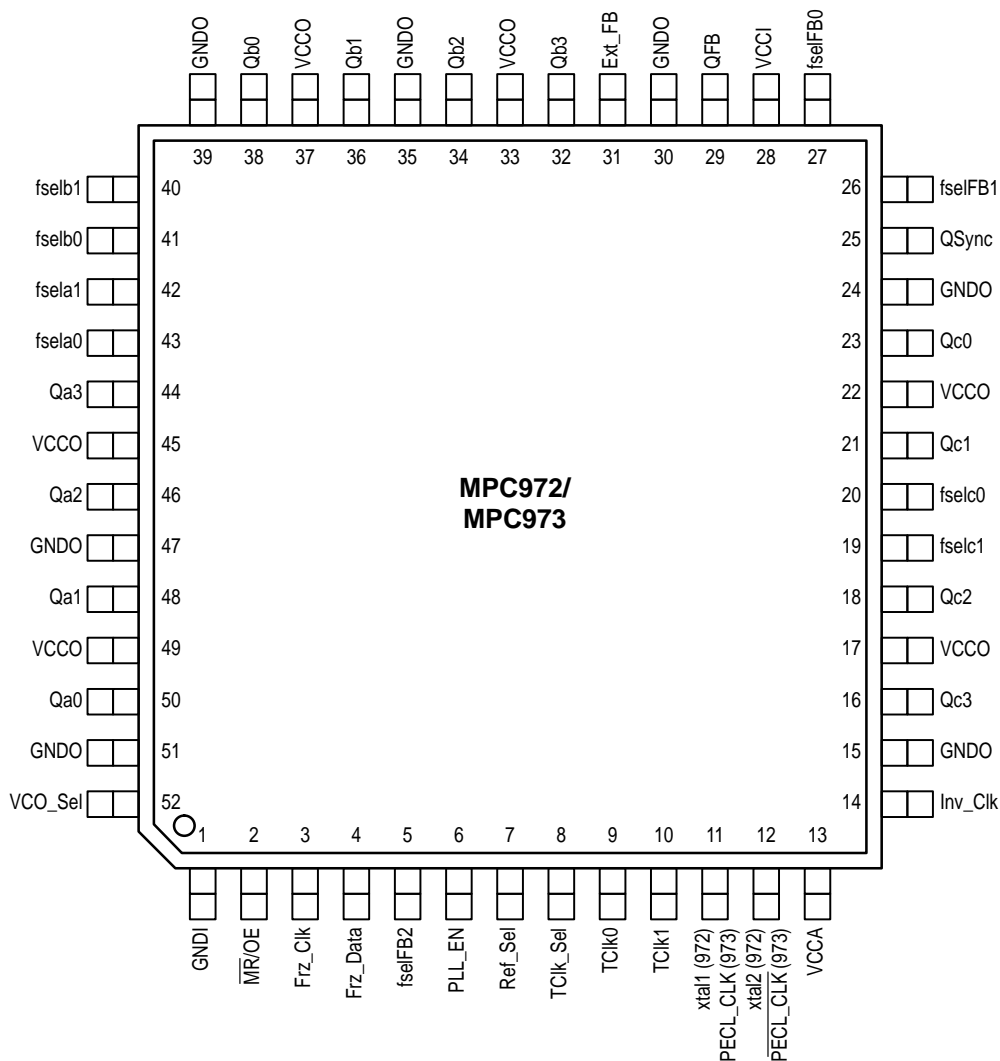 GNDO
Qb0
VCCO
Qb1
GNDO
Qb2
VCCO
Qb3
Ext_FB
GNDO
QFB
VCCI
fselFB0
39 38 37 36 35 34 33 32 31 30 29 28 27
fselb1 40 26 fselFB1
fselb0 41 25 QSync
fsela1 42 24 GNDO
fsela0 43 23 Qc0
Qa3 44 22 VCCO
VCCO 45 21 Qc1
Qa2 46 20 fselc0
MPC972/
MPC973
GNDO 47 19 fselc1
Qa1 48 18 Qc2
VCCO 49 17 VCCO
Qa0 50 16 Qc3
GNDO 51 15 GNDO
VCO_Sel 52 14 Inv_Clk
1 2 3 4 5 6 7 8 9 10 11 12 13
GNDI
MR/OE
Frz_Clk
Frz_Data
fselFB2
PLL_EN
Ref_Sel
TClk_Sel
TClk0
TClk1
xtal1 (972)
PECL_CLK (973)
xtal2 (972)
PECL_CLK (973)
VCCA